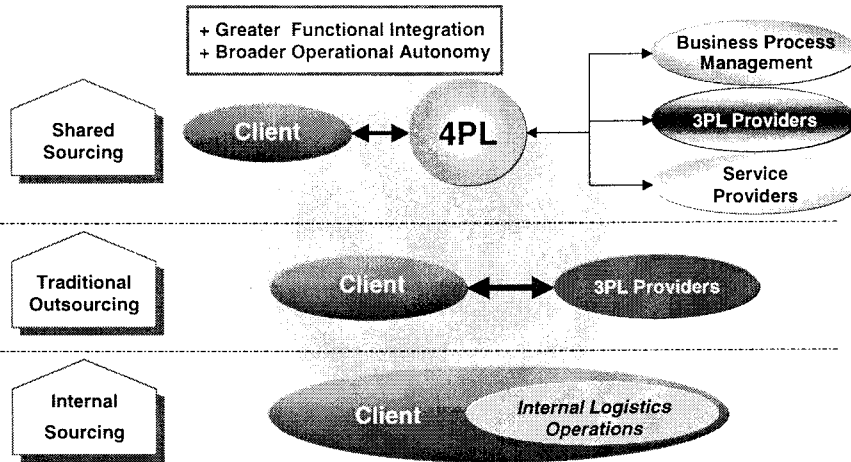 + Greater Functional Integration
+ Broader Operational Autonomy
Shared
Sourcing
Client
4PL
Business Process
Management
3PL Providers
Service
Providers
Traditional
Outsourcing
Client
3PL Providers
Internal
Sourcing
Client
Internal Logistics
Operations